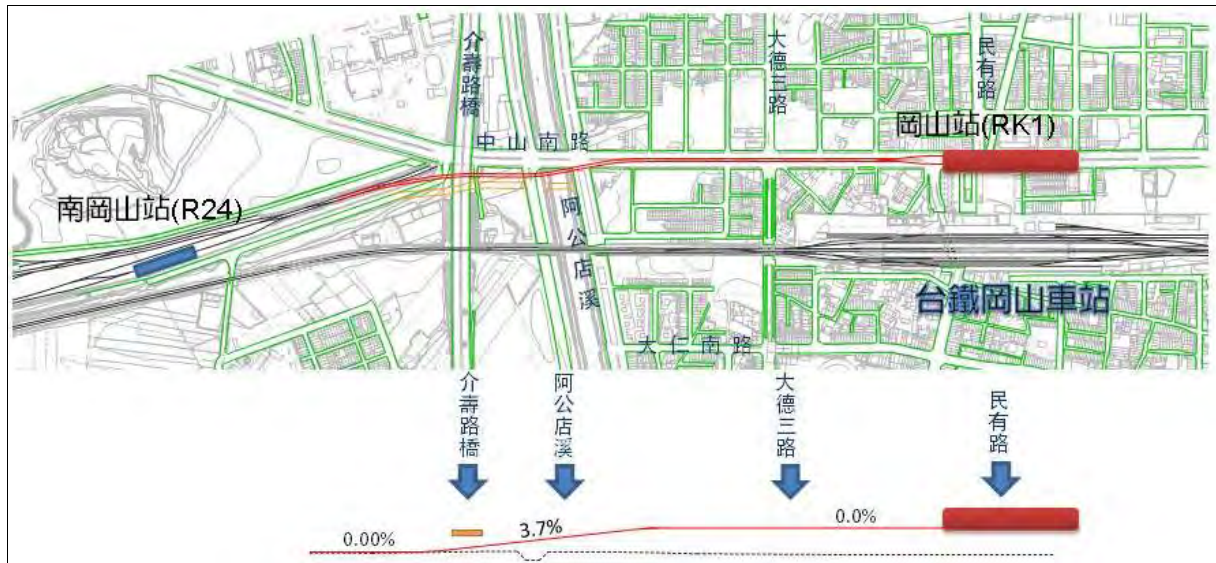 介壽路橋
大德三路
民有路
岡山站(RK1)
中山南路
南岡山站(R24)
阿公店溪
台鐵岡山車站
大仁南路
介壽路橋
阿公店溪
大德三路
民有路
0.00%
3.7%
0.0%